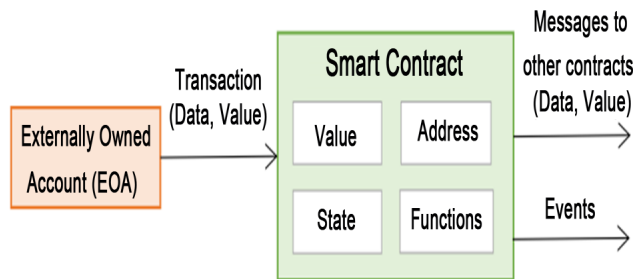 Externally Owned
Account (EOA)
Transaction
(Data, Value)
Smart Contract
Value
Address
State
Functions
Messages to
other contracts
(Data, Value)
Events